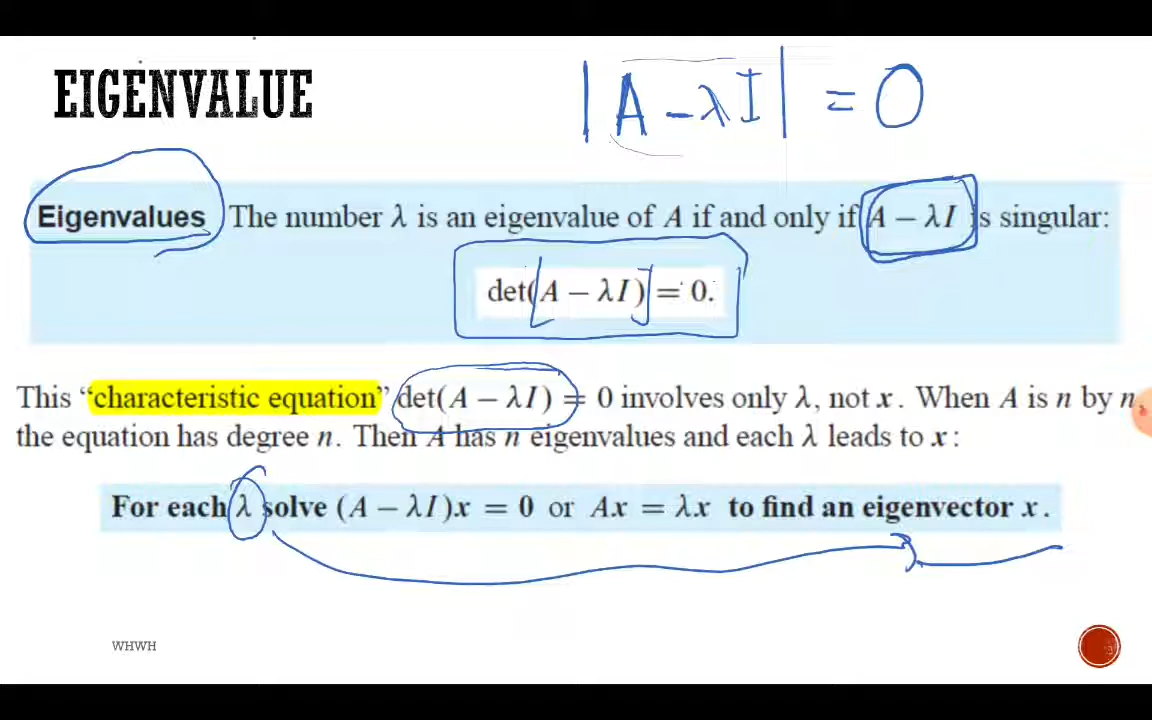 EIGENVALUE
|A - λI| = 0
Eigenvalues The number λ is an eigenvalue of A if and only if A − λI is singular:
det(A − λI) = 0.
This “characteristic equation” det(A − λI) = 0 involves only λ, not x. When A is n by n,
the equation has degree n. Then A has n eigenvalues and each λ leads to x:
For each λ solve (A − λI)x = 0 or Ax = λx to find an eigenvector x.
WHWH